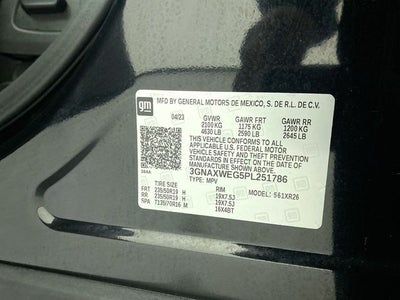 gm
MFD BY GENERAL MOTORS DE MEXICO, S. DE R.L. DE C.V.
04/23 GVWR GAWR FRT GAWR RR
2100 KG 1175 KG 1200 KG
4630 LB 2590 LB 2645 LB
THIS VEHICLE CONFORMS TO ALL
APPLICABLE U.S. FEDERAL MOTOR
VEHICLE SAFETY, BUMPER, AND THEFT
PREVENTION STANDARDS IN EFFECT ON
THE DATE OF MANUFACTURE SHOWN ABOVE.
3GNAXWEG5PL251786
TYPE: MPV MODEL: S61XR26
TIRE SIZE RIM
FRT 235/50R19 H 19X7.5J
RR 235/50R19 H 19X7.5J
SPA T135/70R16 M 16X4BT